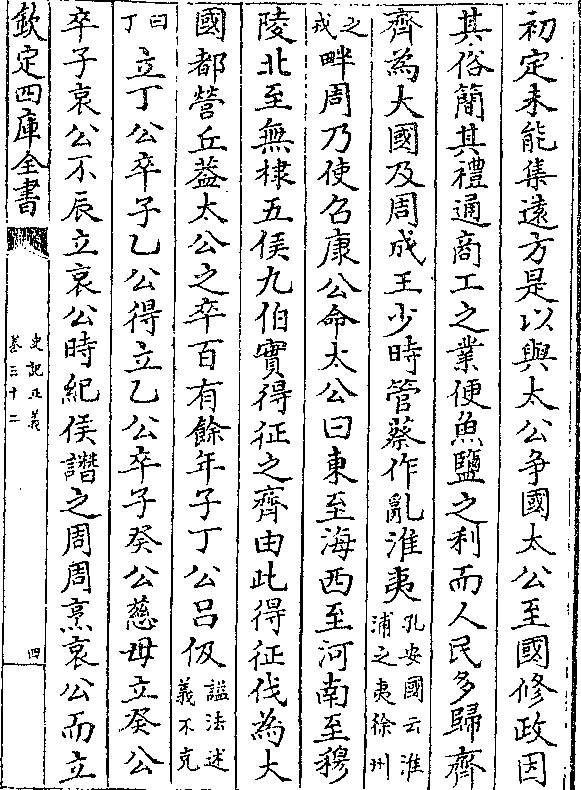 初定未能集遠方是以與太公争國太公至國修政因
其俗簡其禮通商工之業便魚鹽之利而人民多歸齊
齊為大國及周成王少時管蔡作亂淮夷孔安國云淮浦之夷徐州
之戎畔周乃使召康公命太公曰東至海西至河南至穆
陵北至無棣五侯九伯實得征之齊由此得征伐為大
國都營丘葢太公之卒百有餘年子丁公吕伋謚法述義不克
曰丁立丁公卒子乙公得立乙公卒子癸公慈毋立癸公
卒子哀公不辰立哀公時紀侯譖之周周烹哀公而立
欽定四庫全書
史記正義
卷三十二
四